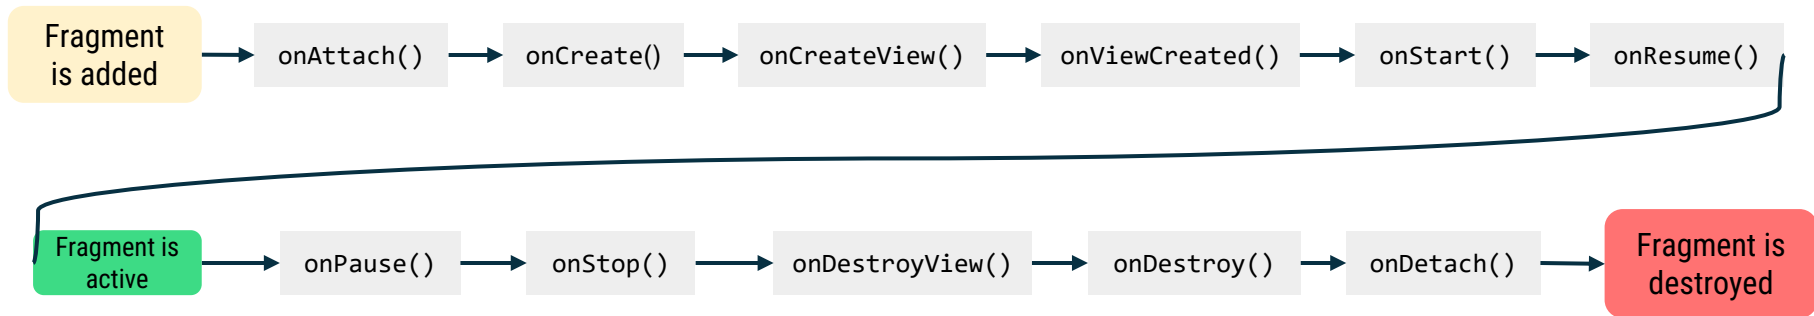 Fragment
is added
onAttach()
onCreate()
onCreateView()
onViewCreated()
onStart()
onResume()
Fragment is
active
onPause()
onStop()
onDestroyView()
onDestroy()
onDetach()
Fragment is
destroyed